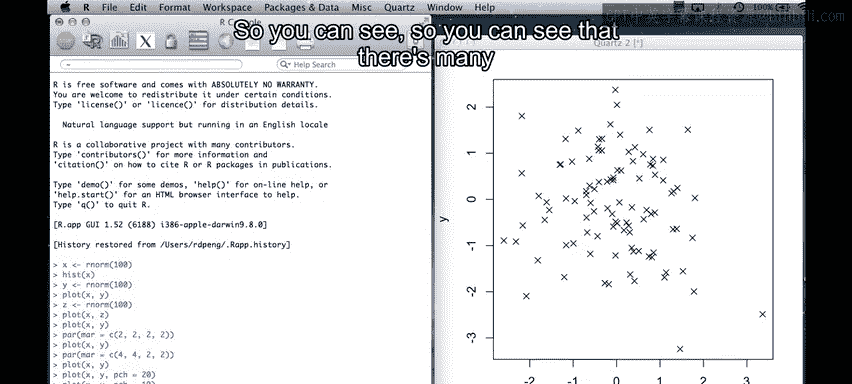 R Format Workspace Packages & Data Misc Quartz Window Help 100%
So you can see, so you can see that
there's many
Quartz 2 [*]
Help Search
R is free software and comes with ABSOLUTELY NO WARRANTY.
You are welcome to redistribute it under certain conditions.
Type 'license()' or 'licence()' for distribution details.
Natural language support but running in an English locale
R is a collaborative project with many contributors.
Type 'contributors()' for more information and
'citation()' on how to cite R or R packages in publications.
Type 'demo()' for some demos, 'help()' for on-line help, or
'help.start()' for an HTML browser interface to help.
Type 'q()' to quit R.
[R.app GUI 1.52 (6188) i386-apple-darwin9.8.0]
[History restored from /Users/rdpeng/.Rapp.history]
> x <- rnorm(100)
> hist(x)
> y <- rnorm(100)
> plot(x, y)
> z <- rnorm(100)
> plot(x, z)
> plot(x, y)
> par(mar = c(2, 2, 2, 2))
> plot(x, y)
> par(mar = c(4, 4, 2, 2))
> plot(x, y)
> plot(x, y, pch = 20)
2
1
0
y
-1
-2
-3
-2 -1 0 1 2 3